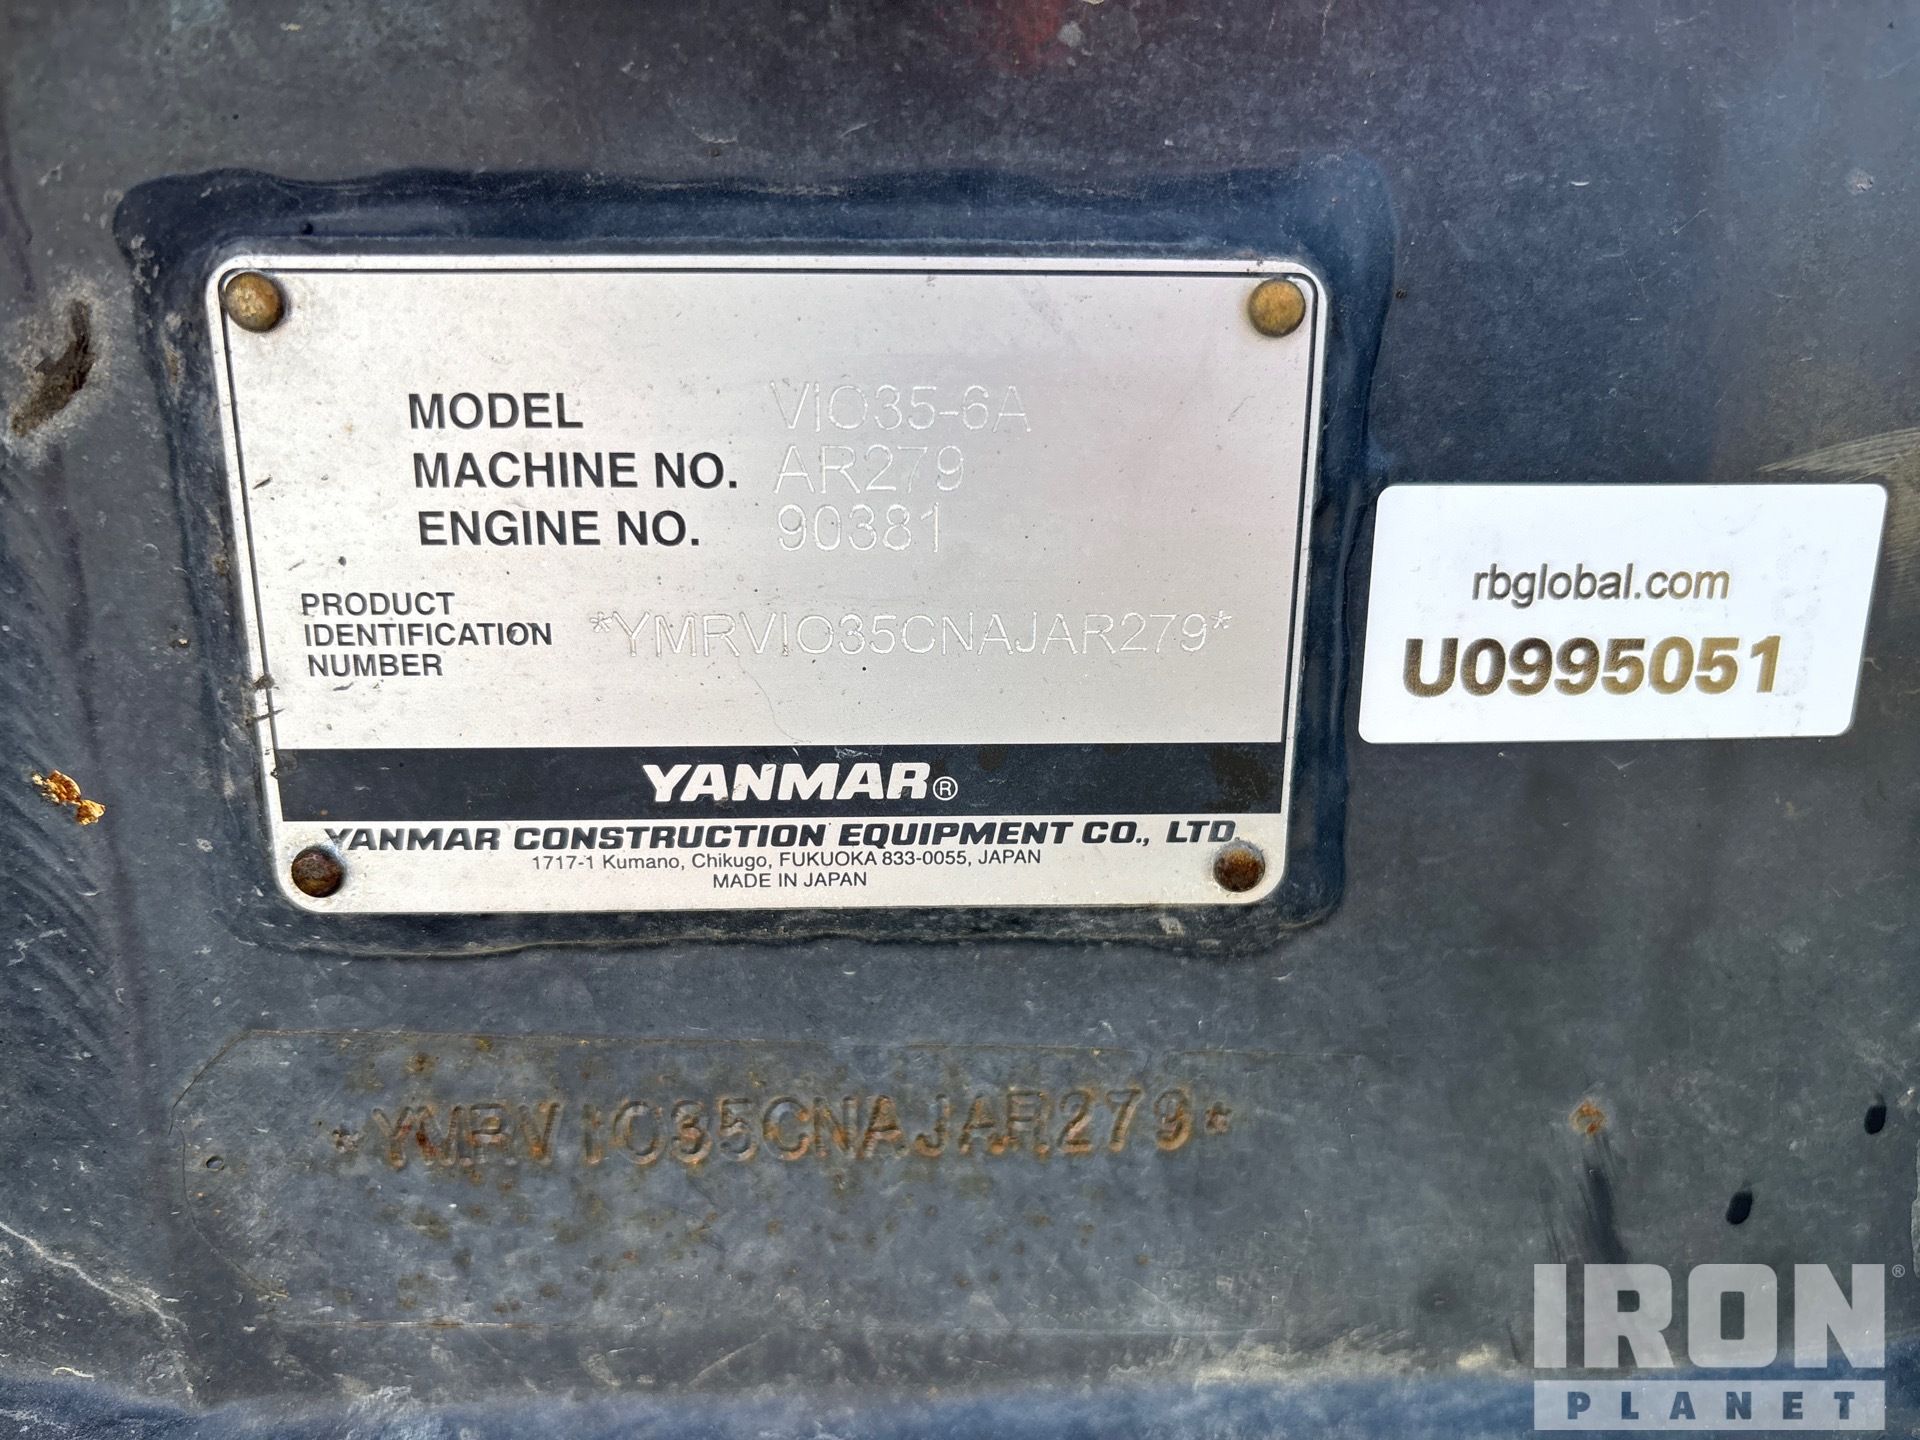 MODEL VIO35-6A
MACHINE NO. AR279
ENGINE NO. 90381
PRODUCT
IDENTIFICATION
NUMBER
*YMRVIO35CNAJAR279*
YANMAR®
YANMAR CONSTRUCTION EQUIPMENT CO., LTD.
1717-1 Kumano, Chikugo, FUKUOKA 833-0055, JAPAN
MADE IN JAPAN
rbglobal.com
U0995051
*YMRVIO35CNAJAR279*
IRON®
PLANET